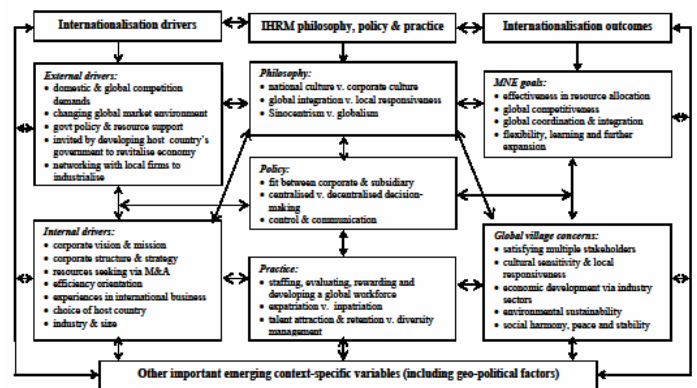 Internationalisation drivers
IHRM philosophy, policy & practice
Internationalisation outcomes
External drivers:
• domestic & global competition
demands
• changing global market environment
• govt policy & resource support
• invited by developing host country's
government to revitalise economy
• networking with local firms to
industrialise
Philosophy:
• national culture v. corporate culture
• global integration v. local responsiveness
• Sinocentrism v. globalism
MNE goals:
• effectiveness in resource allocation
• global competitiveness
• global coordination & integration
• flexibility, learning and further
expansion
Policy:
• fit between corporate & subsidiary
• centralised v. decentralised decision-
making
• control & communication
Internal drivers:
• corporate vision & mission
• corporate structure & strategy
• resources seeking via M&A
• efficiency orientation
• experiences in international business
• choice of host country
• industry & size
Practice:
• staffing, evaluating, rewarding and
developing a global workforce
• expatriation v. inpatriation
• talent attraction & retention v. diversity
management
Global village concerns:
• satisfying multiple stakeholders
• cultural sensitivity & local
responsiveness
• economic development via industry
sectors
• environmental sustainability
• social harmony, peace and stability
Other important emerging context-specific variables (including geo-political factors)